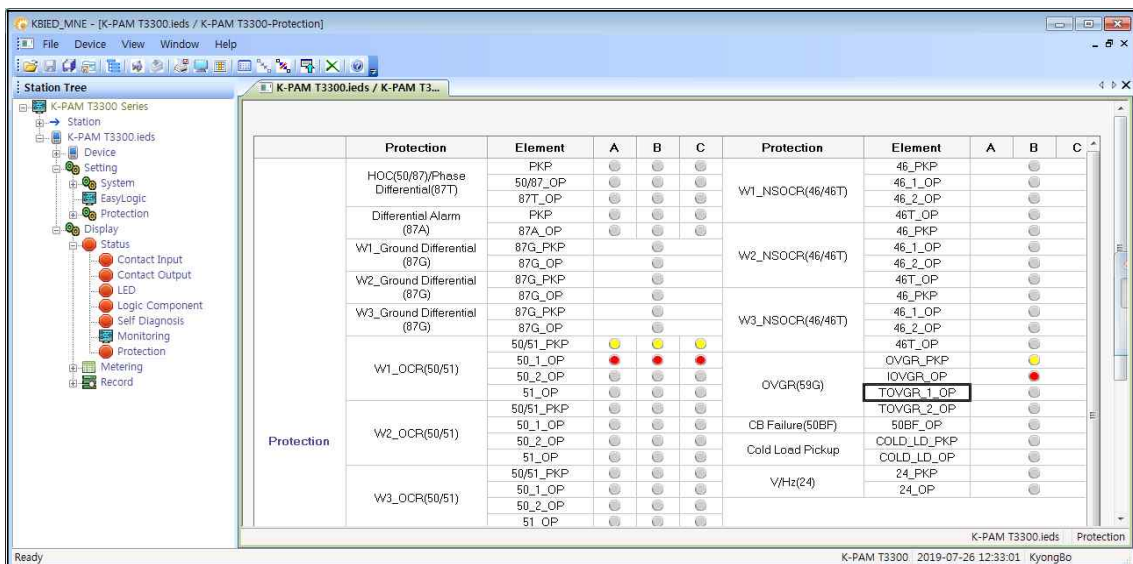 KBIED_MNE - [K-PAM T3300.ieds / K-PAM T3300-Protection]
File Device View Window Help
Station Tree
K-PAM T3300.ieds / K-PAM T3...
K-PAM T3300 Series
Station
K-PAM T3300.ieds
Device
Setting
System
EasyLogic
Protection
Display
Status
Contact Input
Contact Output
LED
Logic Component
Self Diagnosis
Monitoring
Protection
Metering
Record
Protection Element A B C Protection Element A B C
Protection
HOC(50/87)/Phase
Differential(87T)
PKP
50/87_OP
87T_OP
Differential Alarm
(87A)
PKP
87A_OP
W1_Ground Differential
(87G)
87G_PKP
87G_OP
W2_Ground Differential
(87G)
87G_PKP
87G_OP
W3_Ground Differential
(87G)
87G_PKP
87G_OP
W1_OCR(50/51)
50/51_PKP
50_1_OP
50_2_OP
51_OP
W2_OCR(50/51)
50/51_PKP
50_1_OP
50_2_OP
51_OP
W3_OCR(50/51)
50/51_PKP
50_1_OP
50_2_OP
51_OP
W1_NSOCR(46/46T)
46_PKP
46_1_OP
46_2_OP
46T_OP
W2_NSOCR(46/46T)
46_PKP
46_1_OP
46_2_OP
46T_OP
W3_NSOCR(46/46T)
46_PKP
46_1_OP
46_2_OP
46T_OP
OVGR(59G)
OVGR_PKP
IOVGR_OP
TOVGR_1_OP
TOVGR_2_OP
CB Failure(50BF)
50BF_OP
Cold Load Pickup
COLD_LD_PKP
COLD_LD_OP
V/Hz(24)
24_PKP
24_OP
K-PAM T3300.ieds Protection
Ready
K-PAM T3300 2019-07-26 12:33:01 KyongBo